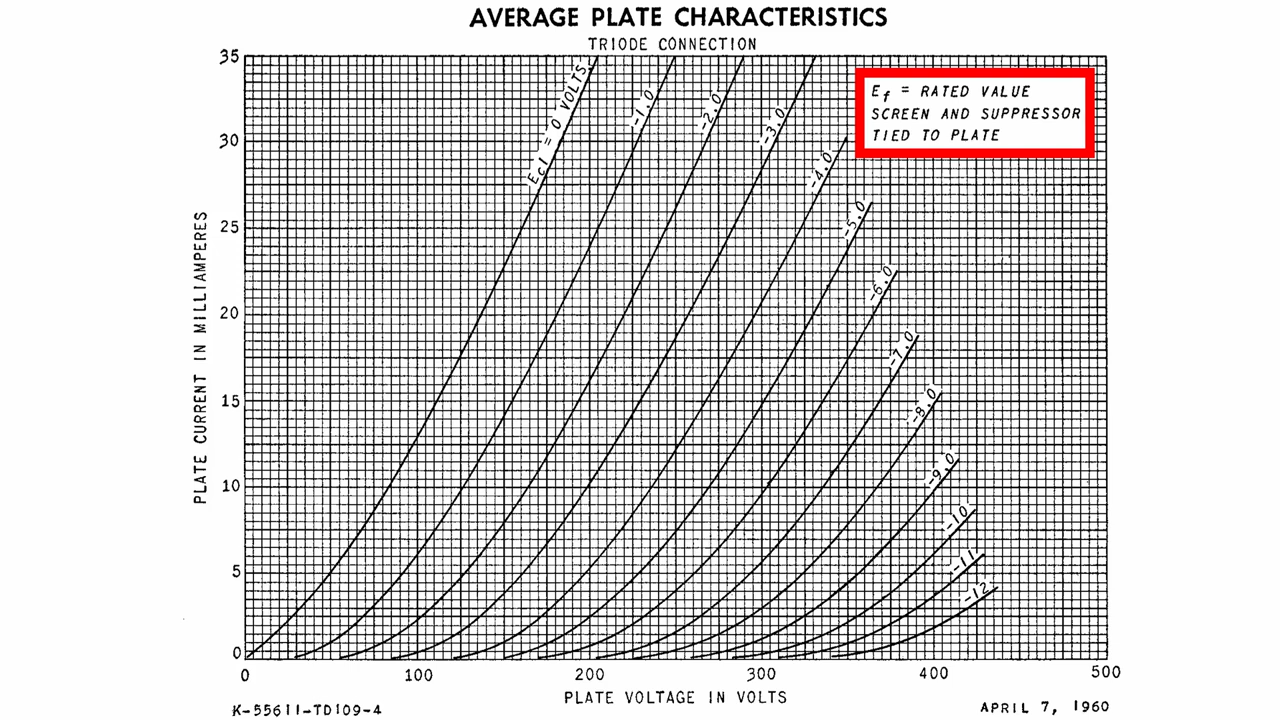 AVERAGE PLATE CHARACTERISTICS
TRIODE CONNECTION
Ef = RATED VALUE
SCREEN AND SUPPRESSOR
TIED TO PLATE
PLATE CURRENT IN MILLIAMPERES
35
30
25
20
15
10
5
0
Ec1 = 0 VOLTS
-1.0
-2.0
-3.0
-4.0
-5.0
-6.0
-7.0
-8.0
-9.0
-10
-11
-12
0 100 200 300 400 500
PLATE VOLTAGE IN VOLTS
K-55611-TD109-4
APRIL 7, 1960